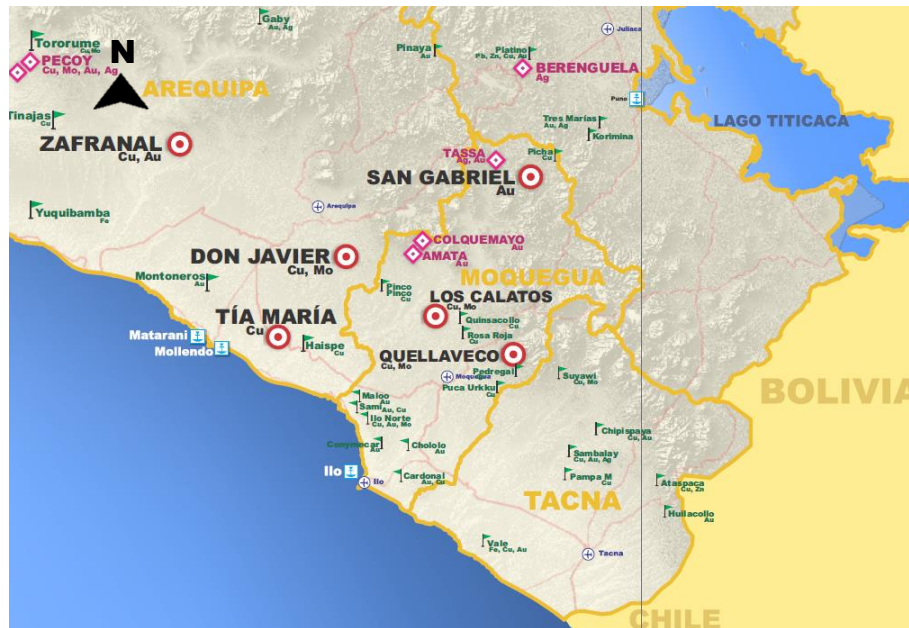 Gaby
Au, Ag
Tororume
Cu, Mo
PECOY
Cu, Mo, Au, Ag
N
AREQUIPA
Pinaya
Au
Platino
Pb, Zn, Cu, Au
Juliaca
BERENGUELA
Ag
Puno
Tinajas
Cu
ZAFRANAL
Cu, Au
Tres Marías
Au, Ag
Korimina
LAGO TITICACA
TASSA
Ag, Au
Picha
Cu
SAN GABRIEL
Au
Yuquibamba
Fe
Arequipa
COLQUEMAYO
Au
AMATA
Au
DON JAVIER
Cu, Mo
MOQUEGUA
Montoneros
Au
Pinco
Pinco
Cu
LOS CALATOS
Cu, Mo
TÍA MARÍA
Cu
Quinsacollo
Cu
Rosa Roja
Cu
Matarani
Mollendo
Haispe
Cu
QUELLAVECO
Cu, Mo
Pedregal
Moquegua
Puca Urkku
Cu
Suyawi
Cu, Mo
BOLIVIA
Maioo
Au
Sami
Au, Cu
Ilo Norte
Cu, Au, Mo
Chipispaya
Cu, Au
Chololo
Au
Sambalay
Cu, Au, Ag
Ilo
Ilo
Cardonal
Au, Cu
Pampa M
Cu
Ataspaca
Cu, Zn
TACNA
Huilacollo
Au
Vale
Fe, Cu, Au
Tacna
CHILE